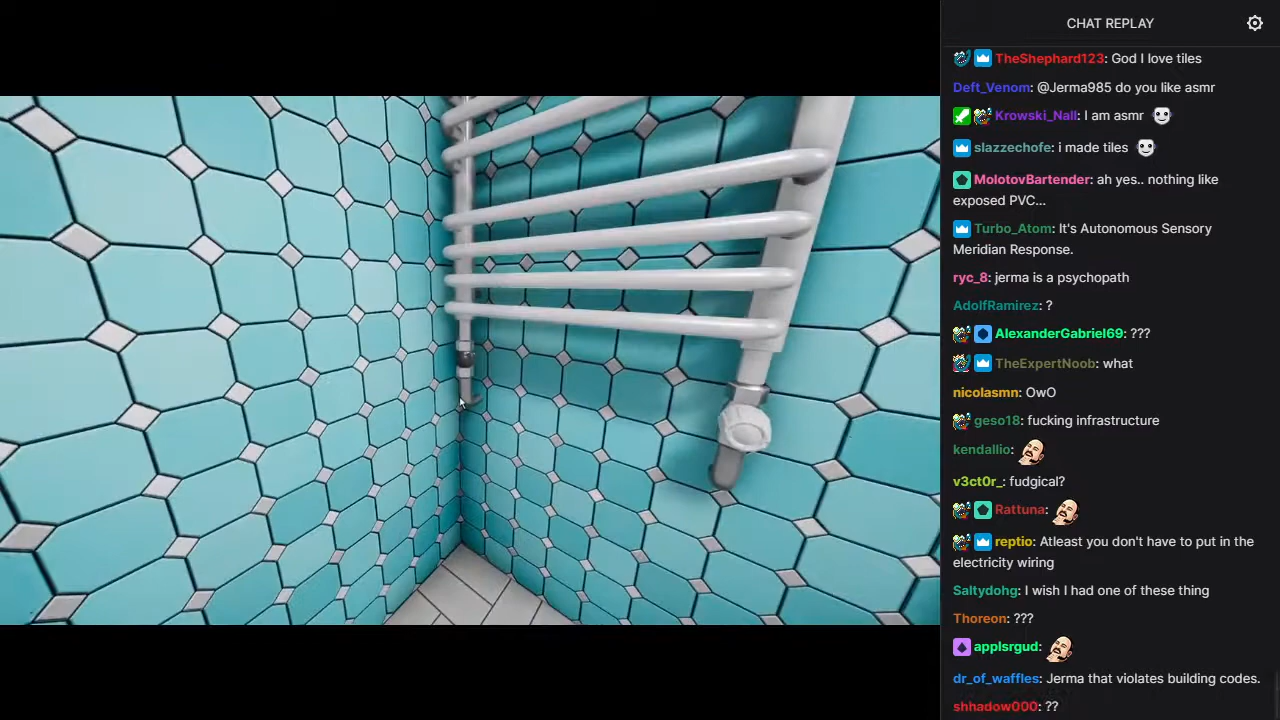 CHAT REPLAY
TheShephard123: God I love tiles
Deft_Venom: @Jerma985 do you like asmr
Krowski_Nall: I am asmr
slazzechofe: i made tiles
MolotovBartender: ah yes.. nothing like
exposed PVC...
Turbo_Atom: It's Autonomous Sensory
Meridian Response.
ryc_8: jerma is a psychopath
AdolfRamirez: ?
AlexanderGabriel69: ???
TheExpertNoob: what
nicolasmn: OwO
geso18: fucking infrastructure
kendallio:
v3ct0r_: fudgical?
Rattuna:
reptio: Atleast you don't have to put in the
electricity wiring
Saltydohg: I wish I had one of these thing
Thoreon: ???
applsrgud:
dr_of_waffles: Jerma that violates building codes.
shhadow000: ??